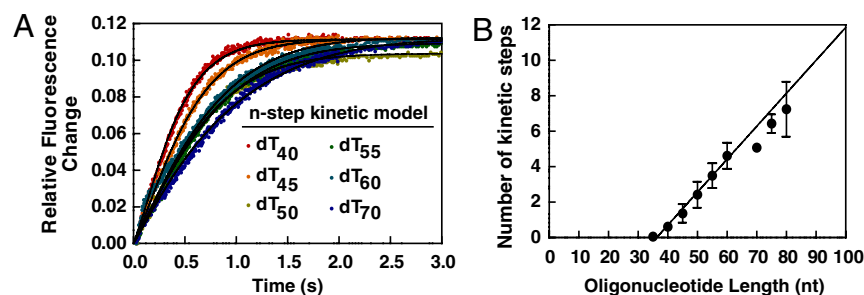 A
Relative Fluorescence Change
0.12
0.10
0.08
0.06
0.04
0.02
0.00
n-step kinetic model
dT40 dT55
dT45 dT60
dT50 dT70
0.0 0.5 1.0 1.5 2.0 2.5 3.0
Time (s)
B
Number of kinetic steps
12
10
8
6
4
2
0
0 10 20 30 40 50 60 70 80 90 100
Oligonucleotide Length (nt)